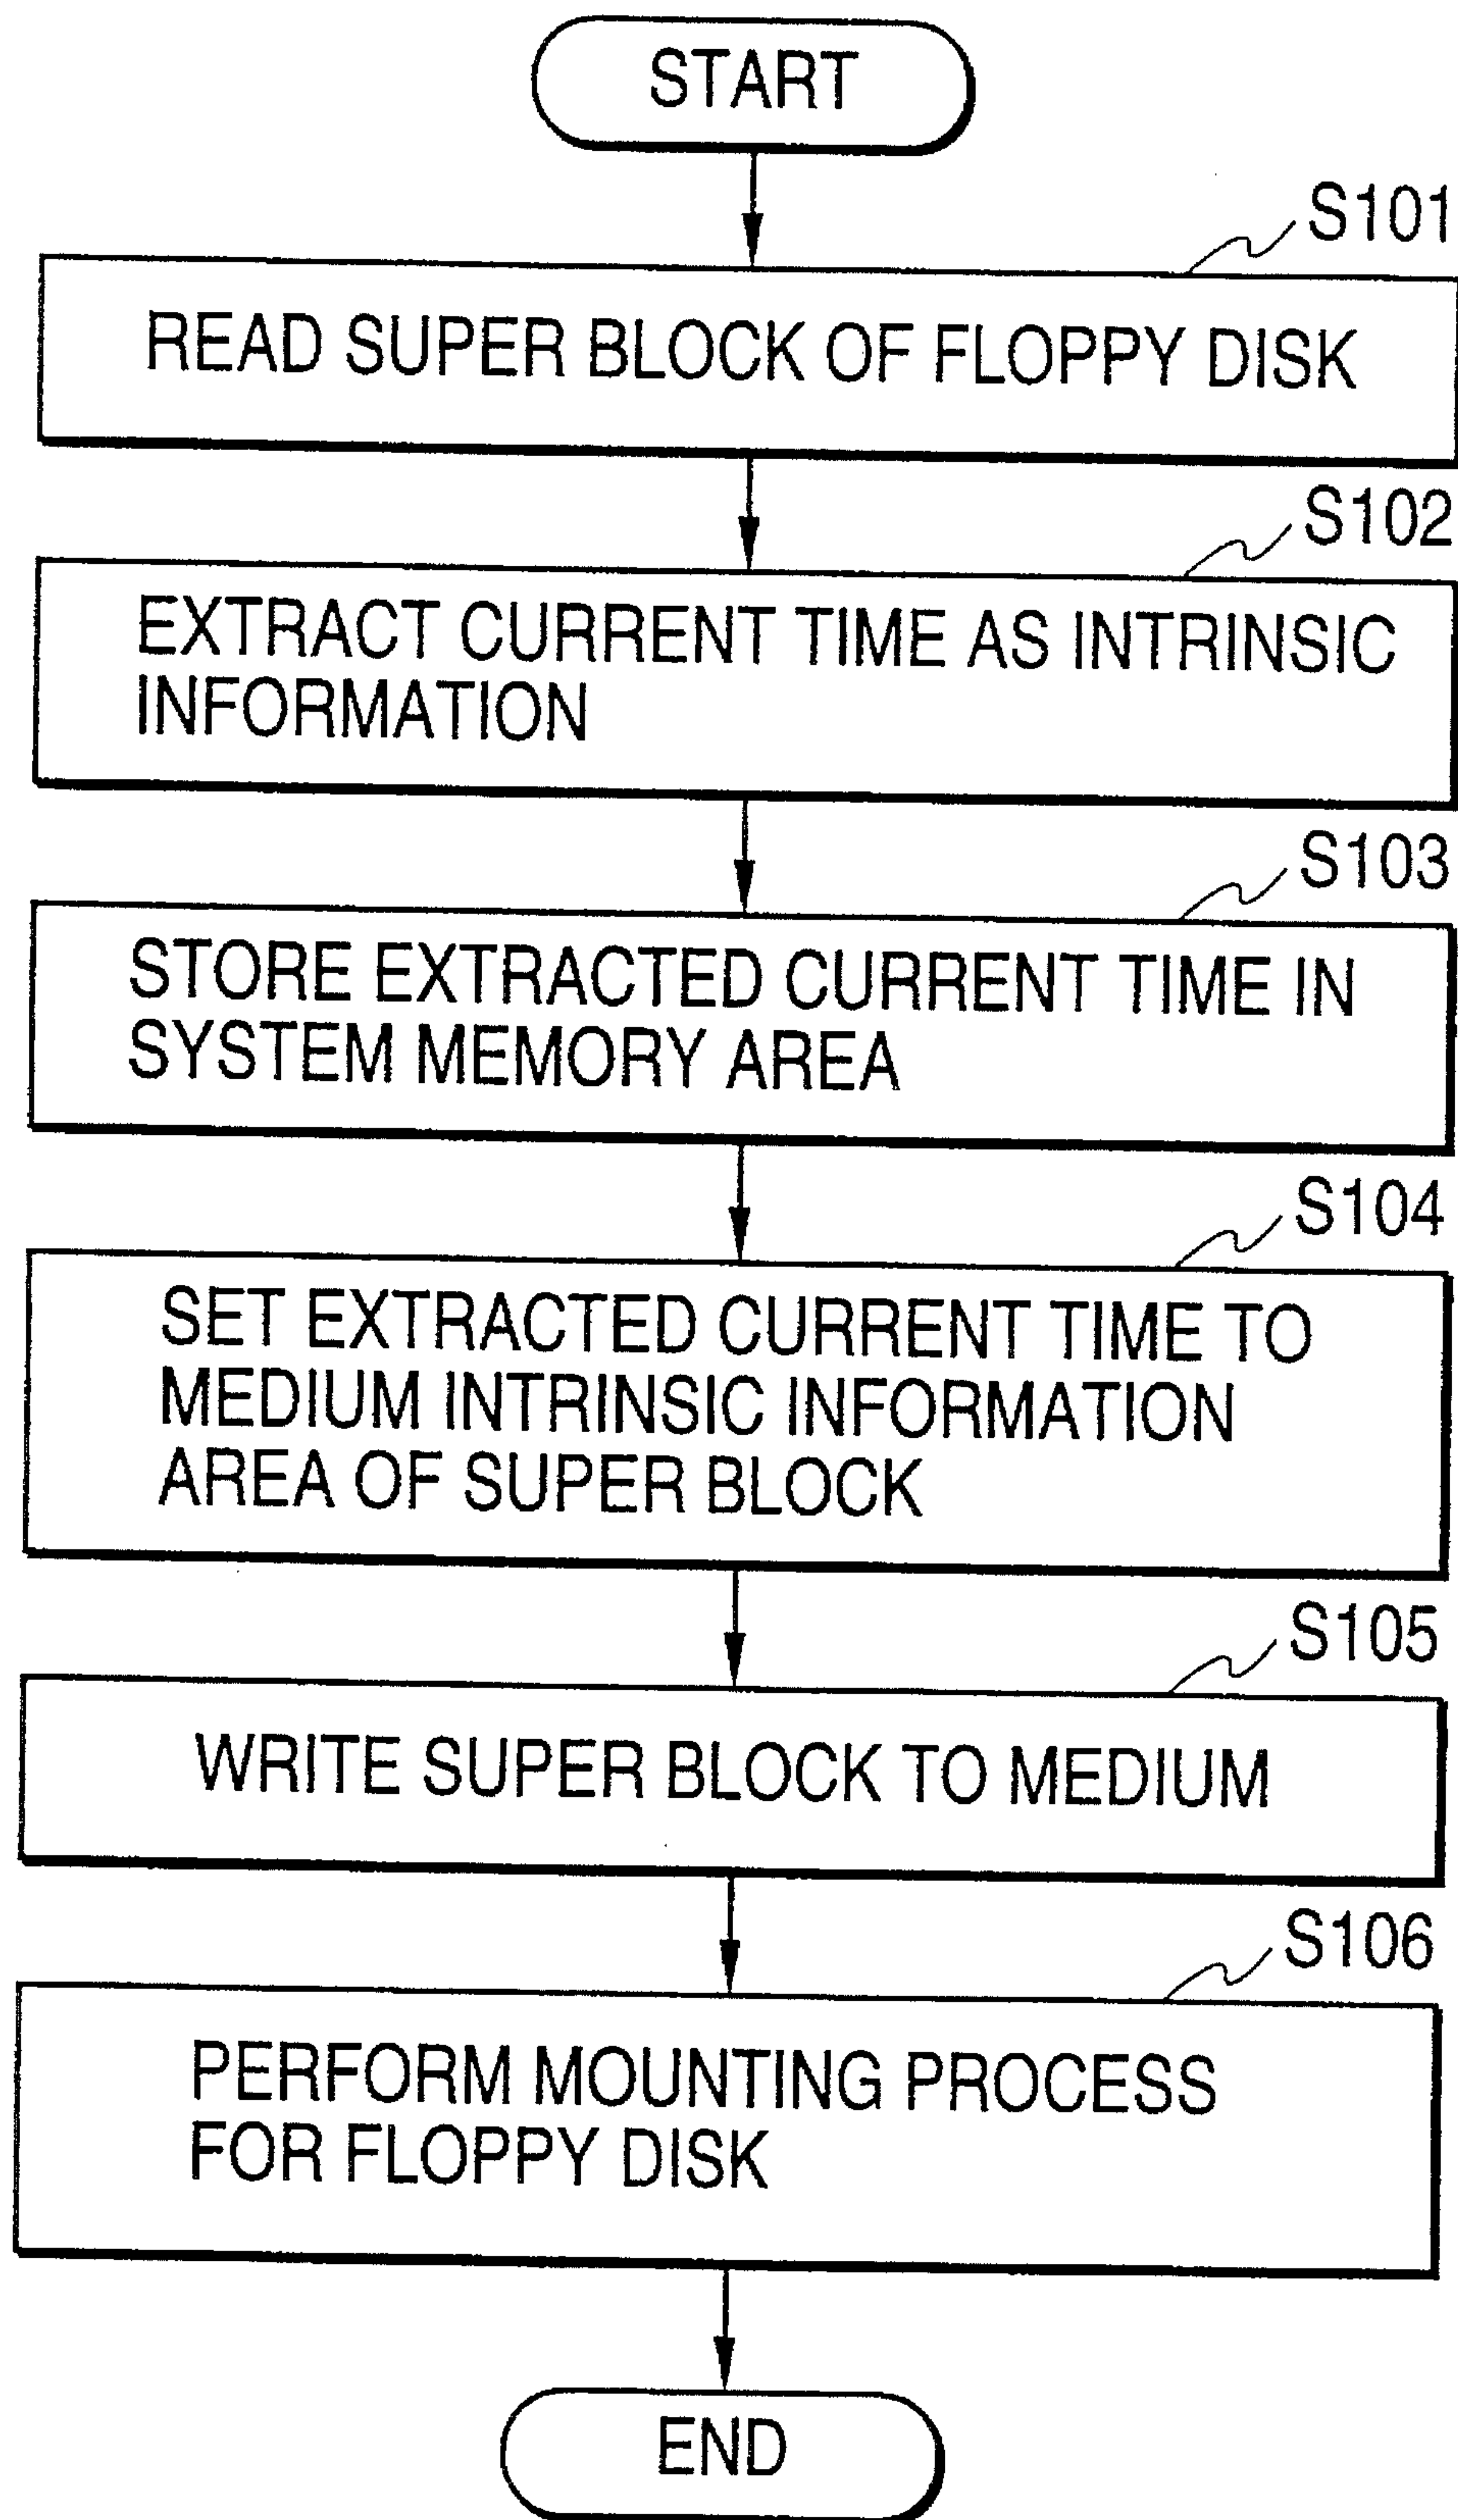 START
S101
READ SUPER BLOCK OF FLOPPY DISK
S102
EXTRACT CURRENT TIME AS INTRINSIC
INFORMATION
S103
STORE EXTRACTED CURRENT TIME IN
SYSTEM MEMORY AREA
S104
SET EXTRACTED CURRENT TIME TO
MEDIUM INTRINSIC INFORMATION
AREA OF SUPER BLOCK
S105
WRITE SUPER BLOCK TO MEDIUM
S106
PERFORM MOUNTING PROCESS
FOR FLOPPY DISK
END